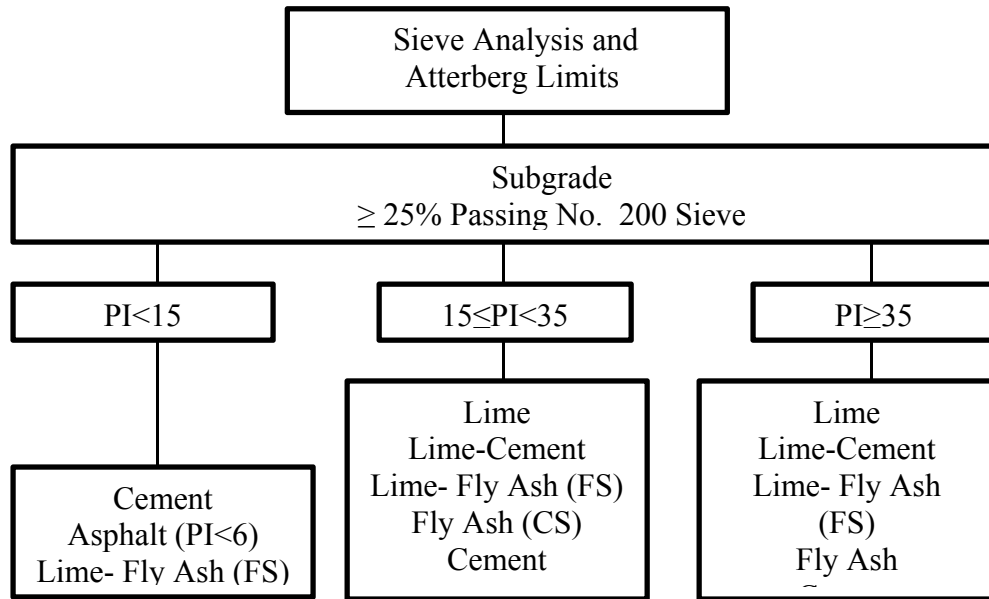 Sieve Analysis and
Atterberg Limits
Subgrade
≥ 25% Passing No. 200 Sieve
PI<15
15≤PI<35
PI≥35
Cement
Asphalt (PI<6)
Lime- Fly Ash (FS)
Lime
Lime-Cement
Lime- Fly Ash (FS)
Fly Ash (CS)
Cement
Lime
Lime-Cement
Lime- Fly Ash
(FS)
Fly Ash